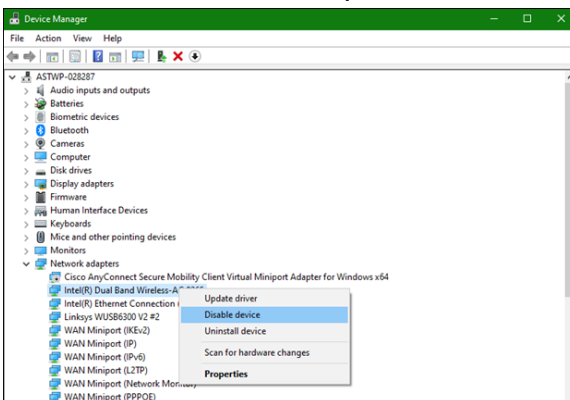 Device Manager
File Action View Help
ASTWP-028287
Audio inputs and outputs
Batteries
Biometric devices
Bluetooth
Cameras
Computer
Disk drives
Display adapters
Firmware
Human Interface Devices
Keyboards
Mice and other pointing devices
Monitors
Network adapters
Cisco AnyConnect Secure Mobility Client Virtual Miniport Adapter for Windows x64
Intel(R) Dual Band
Intel(R) Ethernet Connection
Linksys WUSB6300 V2 #2
WAN Miniport (IKEv2)
WAN Miniport (IP)
WAN Miniport (IPv6)
WAN Miniport (L2TP)
WAN Miniport (Network
WAN Miniport (PPPOE)
Update driver
Disable device
Uninstall device
Scan for hardware changes
Properties